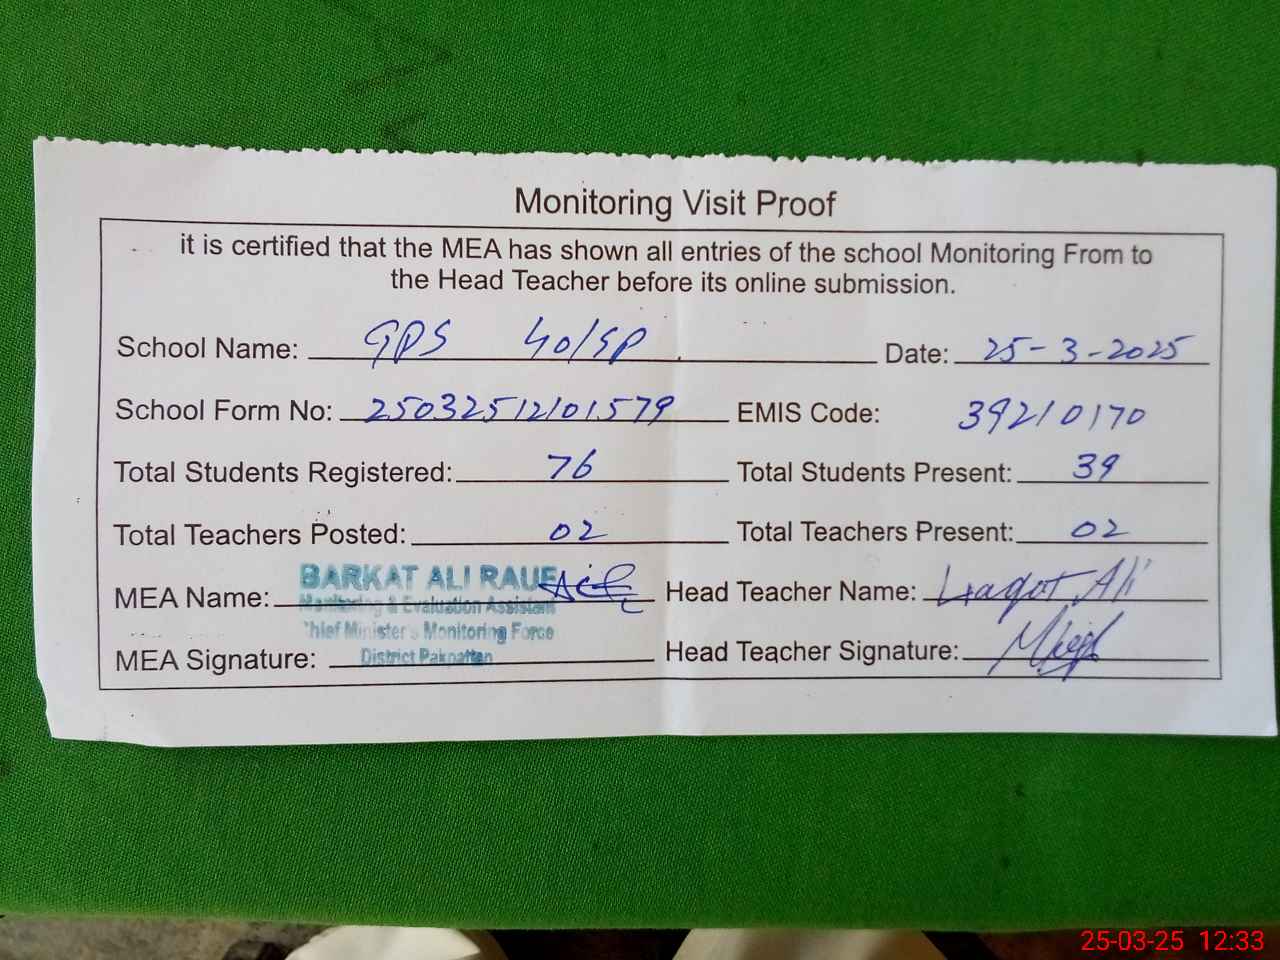 Monitoring Visit Proof
it is certified that the MEA has shown all entries of the school Monitoring From to
the Head Teacher before its online submission.
School Name: GPS 40/SP Date: 25-3-2025
School Form No: 25032512101579 EMIS Code: 39210170
Total Students Registered: 76 Total Students Present: 39
Total Teachers Posted: 02 Total Teachers Present: 02
BARKAT ALI RAUF
MEA Name: Head Teacher Name: Liaqat Ali
Monitoring & Evaluation Assistant
Chief Minister's Monitoring Force
MEA Signature: Head Teacher Signature:
District Pakpattan
25-03-25 12:33